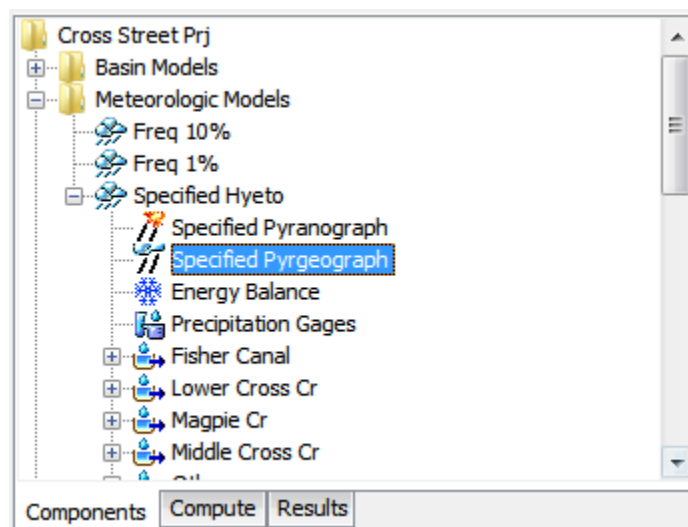 Cross Street Prj
Basin Models
Meteorologic Models
Freq 10%
Freq 1%
Specified Hyeto
Specified Pyranograph
Specified Pyrgeograph
Energy Balance
Precipitation Gages
Fisher Canal
Lower Cross Cr
Magpie Cr
Middle Cross Cr
Components Compute Results